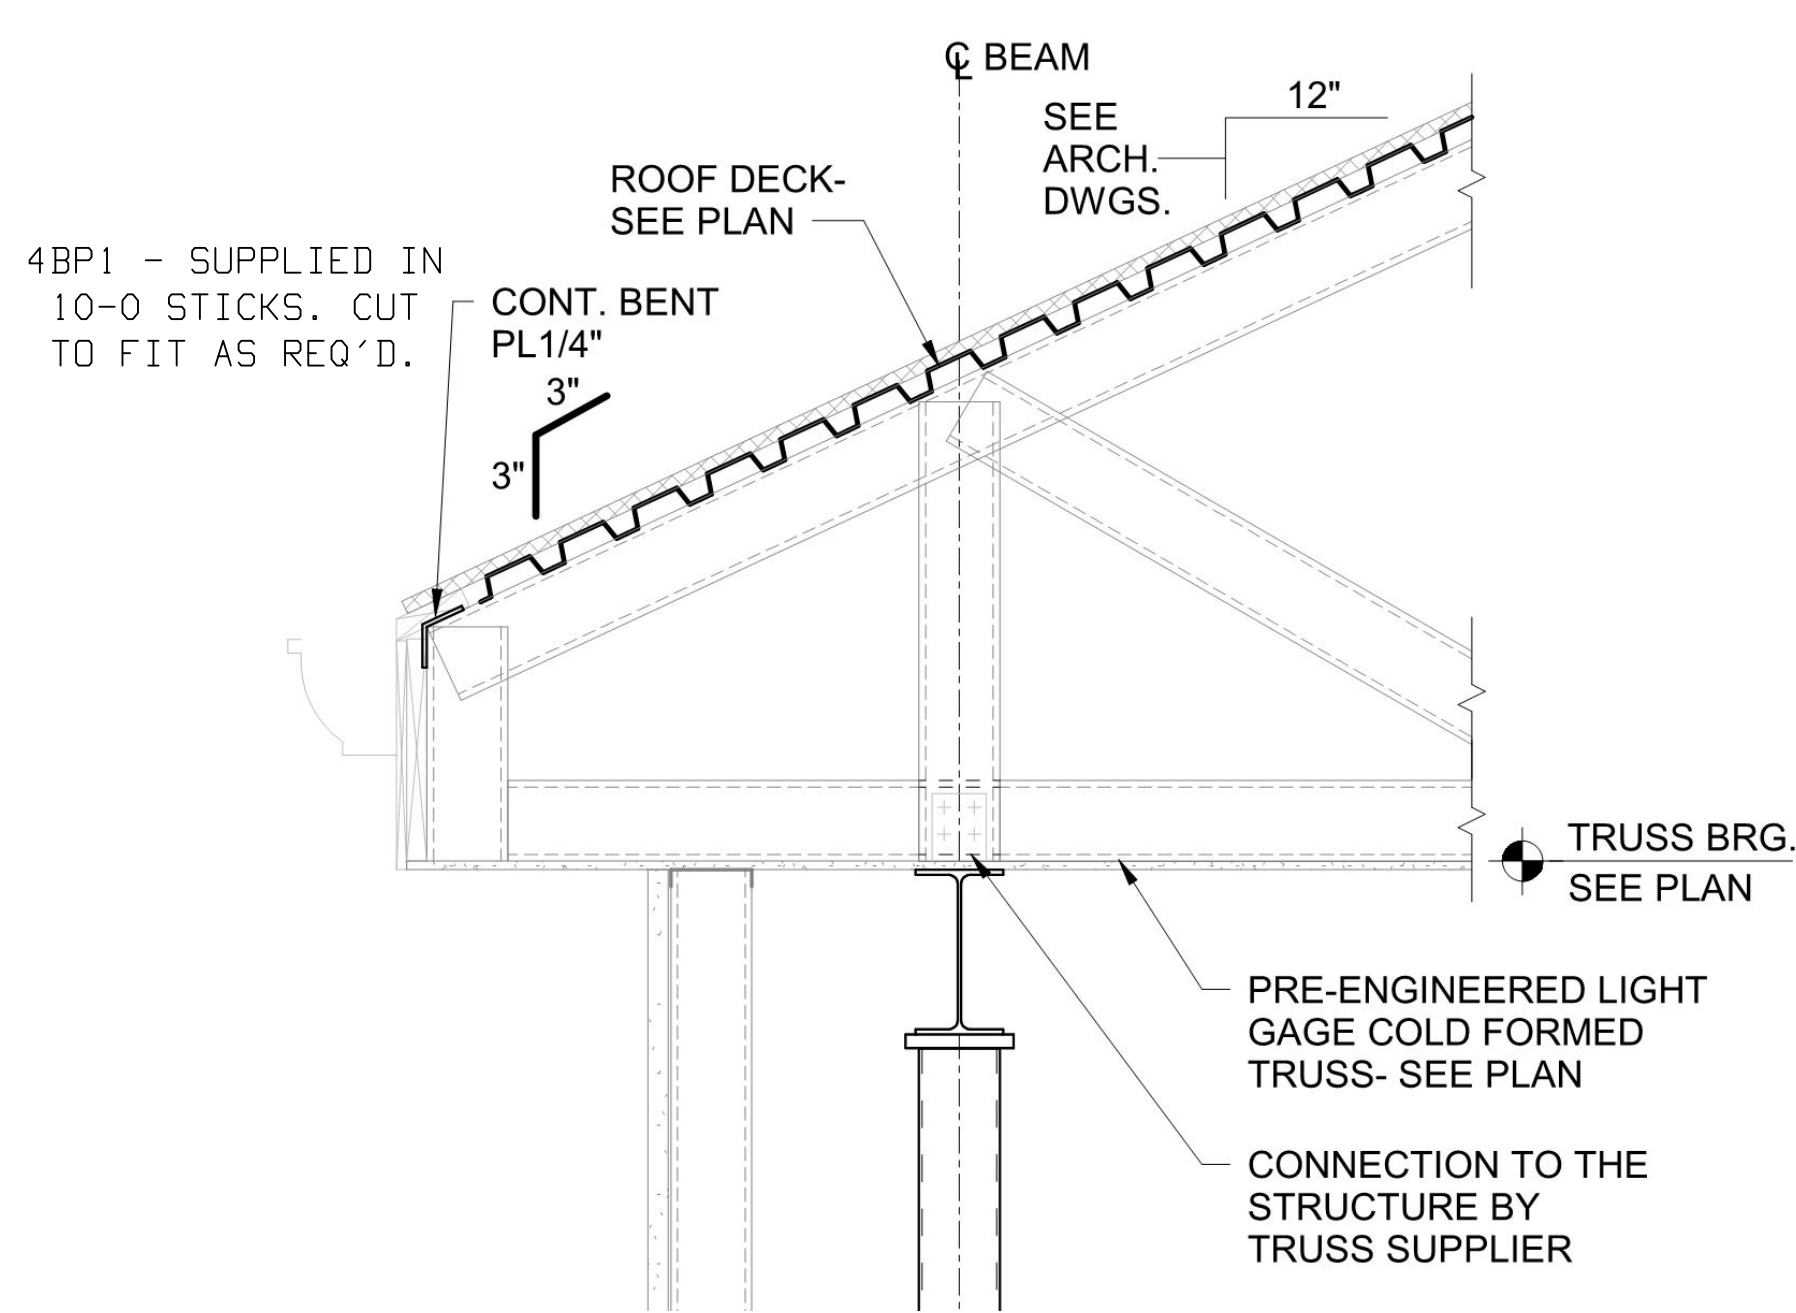 ℄ BEAM
12"
SEE
ARCH.
DWGS.
ROOF DECK-
SEE PLAN
4BP1 - SUPPLIED IN
10-0 STICKS. CUT
TO FIT AS REQ'D.
CONT. BENT
PL1/4"
3"
3"
TRUSS BRG.
SEE PLAN
PRE-ENGINEERED LIGHT
GAGE COLD FORMED
TRUSS- SEE PLAN
CONNECTION TO THE
STRUCTURE BY
TRUSS SUPPLIER